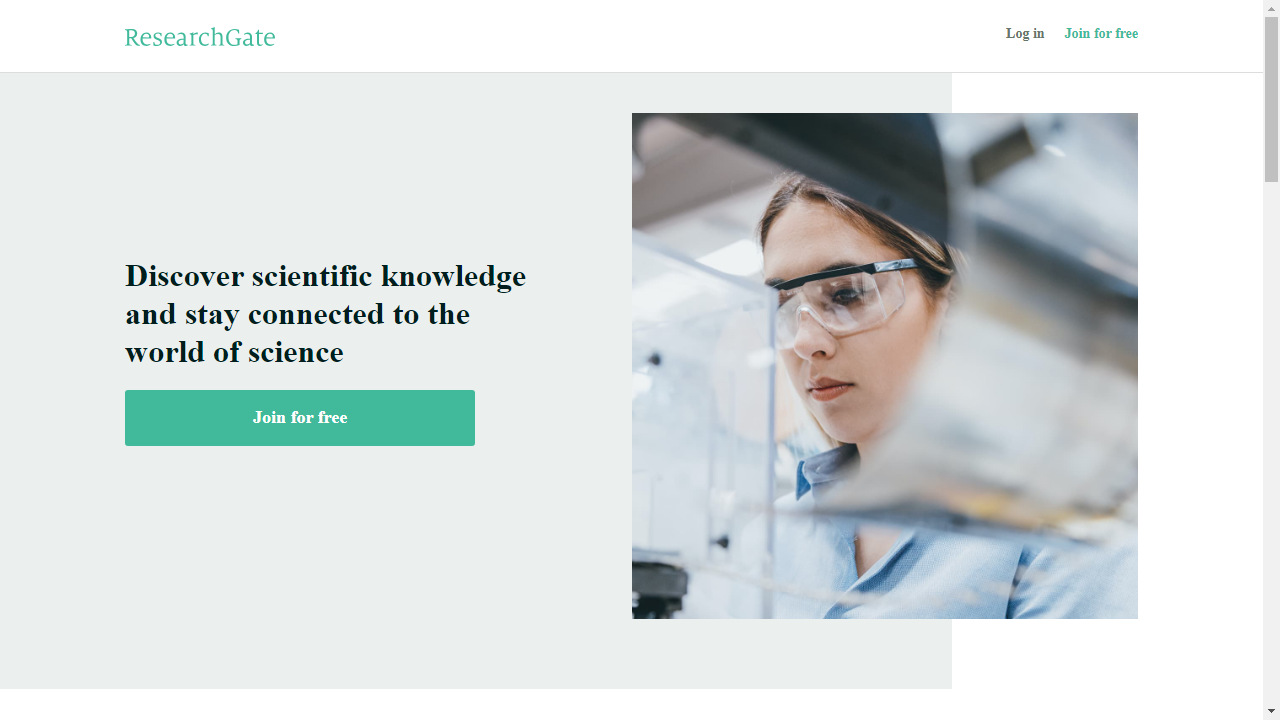 ResearchGate
Log in
Join for free
Discover scientific knowledge
and stay connected to the
world of science
Join for free